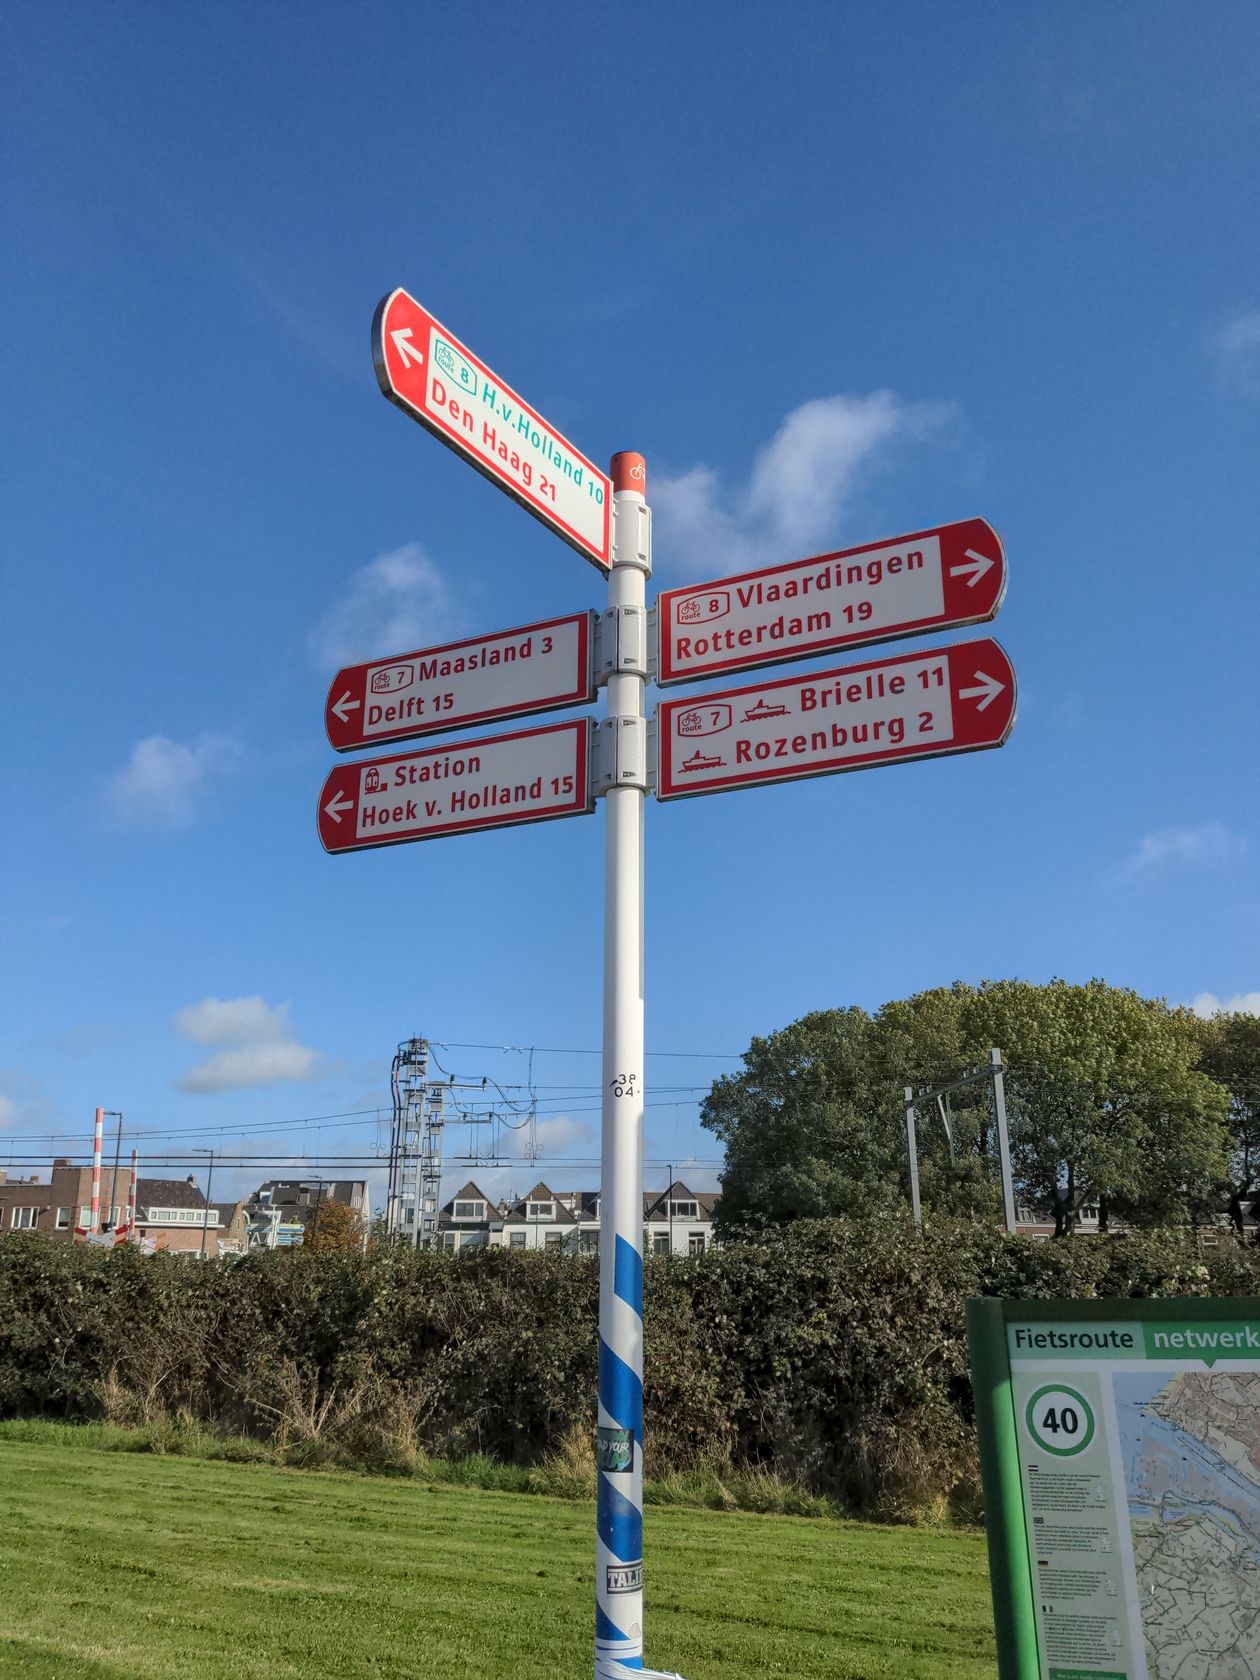 route 8 H.v.Holland 10
Den Haag 21
route 8 Vlaardingen
Rotterdam 19
route 7 Maasland 3
Delft 15
route 7 Brielle 11
Rozenburg 2
Station
Hoek v. Holland 15
38
04
TALI
Fietsroute netwerk
40